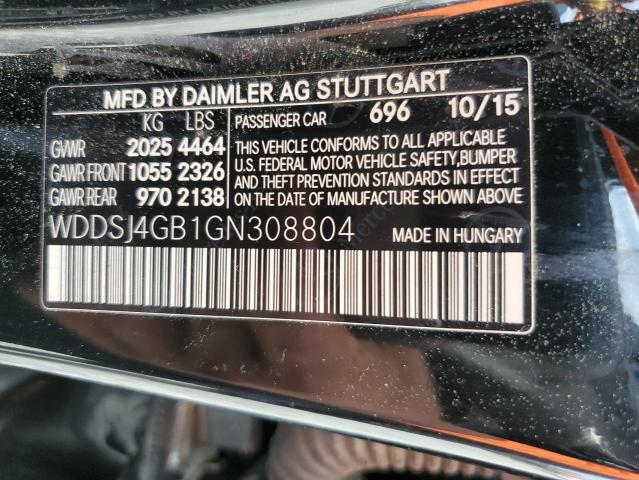 MFD BY DAIMLER AG STUTTGART
KG LBS
GVWR 2025 4464
GAWR FRONT 1055 2326
GAWR REAR 970 2138
PASSENGER CAR 696 10/15
THIS VEHICLE CONFORMS TO ALL APPLICABLE
U.S. FEDERAL MOTOR VEHICLE SAFETY, BUMPER
AND THEFT PREVENTION STANDARDS IN EFFECT
ON THE DATE OF MANUFACTURE SHOWN ABOVE
WDDSJ4GB1GN308804
MADE IN HUNGARY